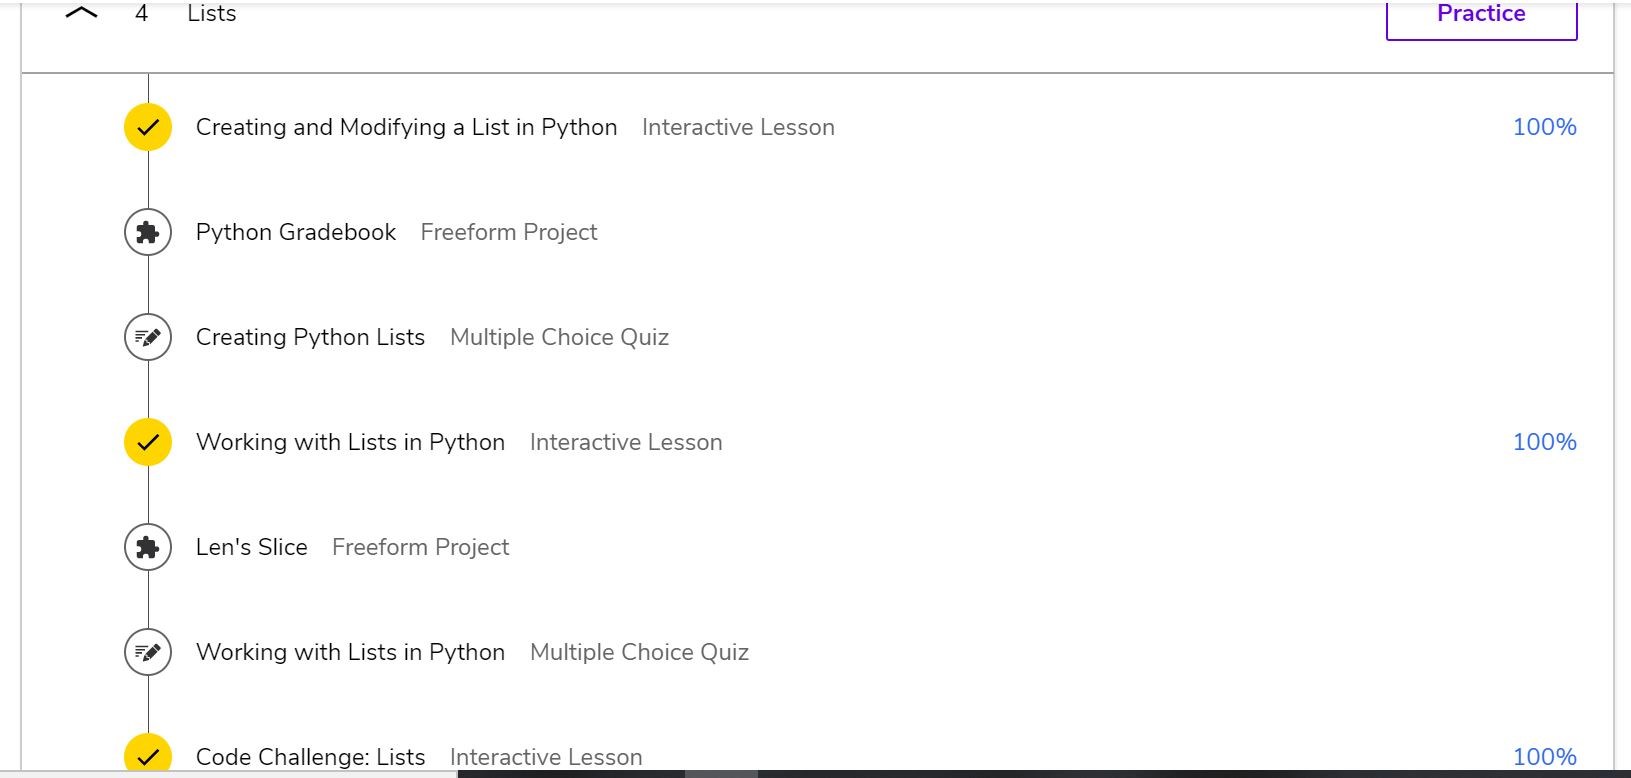 4 Lists Practice
Creating and Modifying a List in Python Interactive Lesson 100%
Python Gradebook Freeform Project
Creating Python Lists Multiple Choice Quiz
Working with Lists in Python Interactive Lesson 100%
Len's Slice Freeform Project
Working with Lists in Python Multiple Choice Quiz
Code Challenge: Lists Interactive Lesson 100%